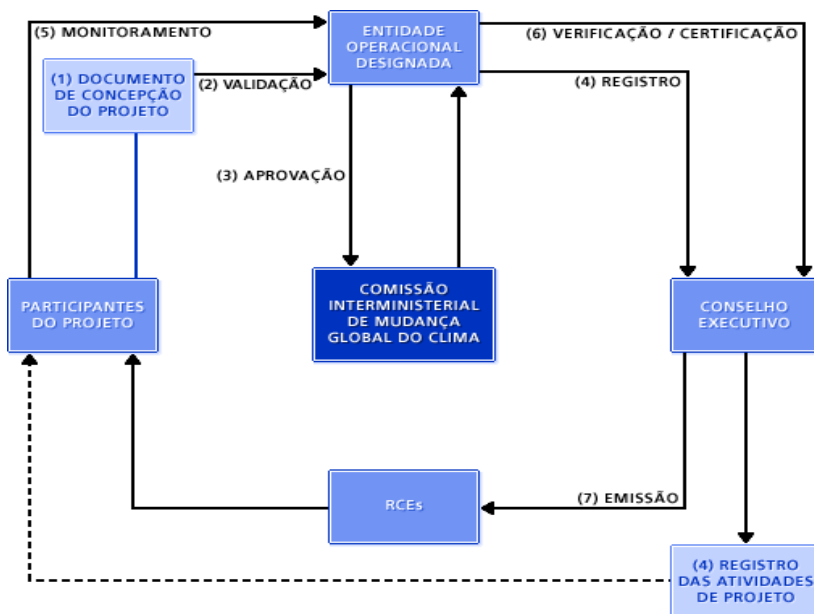 (5) MONITORAMENTO
ENTIDADE
OPERACIONAL
DESIGNADA
(6) VERIFICAÇÃO / CERTIFICAÇÃO
(1) DOCUMENTO
DE CONCEPÇÃO
DO PROJETO
(2) VALIDAÇÃO
(4) REGISTRO
(3) APROVAÇÃO
PARTICIPANTES
DO PROJETO
COMISSÃO
INTERMINISTERIAL
DE MUDANÇA
GLOBAL DO CLIMA
CONSELHO
EXECUTIVO
RCEs
(7) EMISSÃO
(4) REGISTRO
DAS ATIVIDADES
DE PROJETO